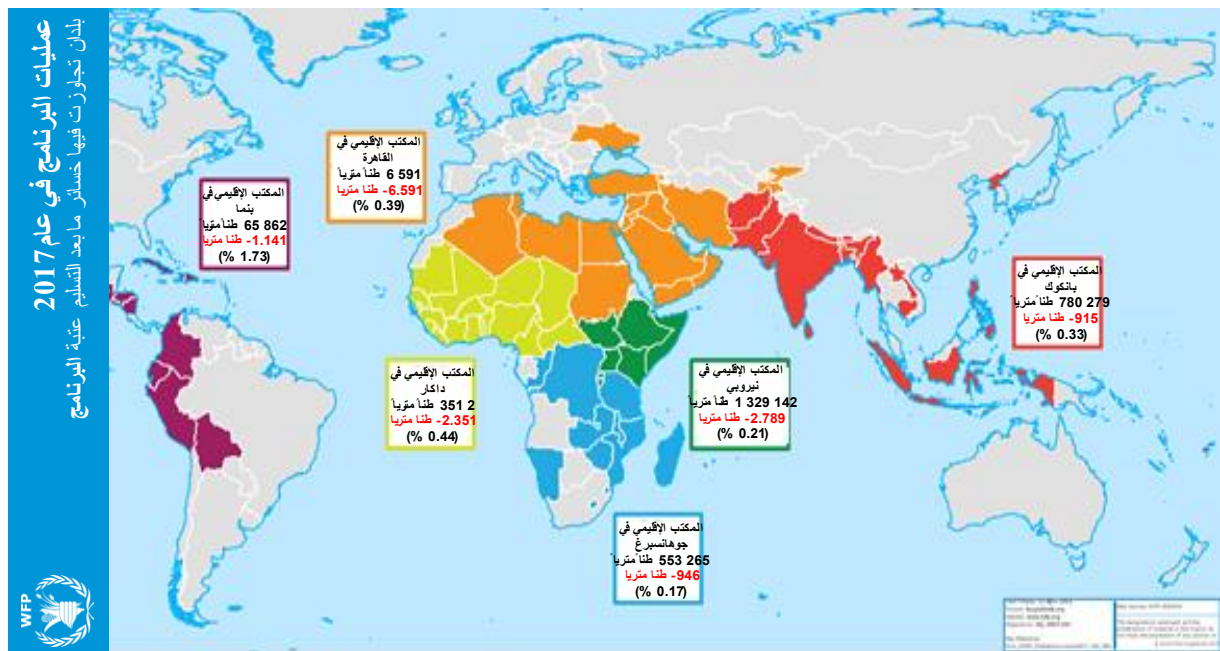 عمليات البرنامج في عام 2017
بلدان تجاوزت فيها خسائر ما بعد التسليم عتبة البرنامج
WFP
المكتب الإقليمي في
القاهرة
6 591 طناً مترياً
-6.591 طنا متريا
(0.39 %)
المكتب الإقليمي في
بنما
65 862 طناً مترياً
-1.141 طنا متريا
(1.73 %)
المكتب الإقليمي في
بانكوك
780 279 طناً مترياً
-915 طنا متريا
(0.33 %)
المكتب الإقليمي في
داكار
351 2 طناً مترياً
-2.351 طنا متريا
(0.44 %)
المكتب الإقليمي في
نيروبي
1 329 142 طناً مترياً
-2.789 طنا متريا
(0.21 %)
المكتب الإقليمي في
جوهانسبرغ
553 265 طناً مترياً
-946 طنا متريا
(0.17 %)